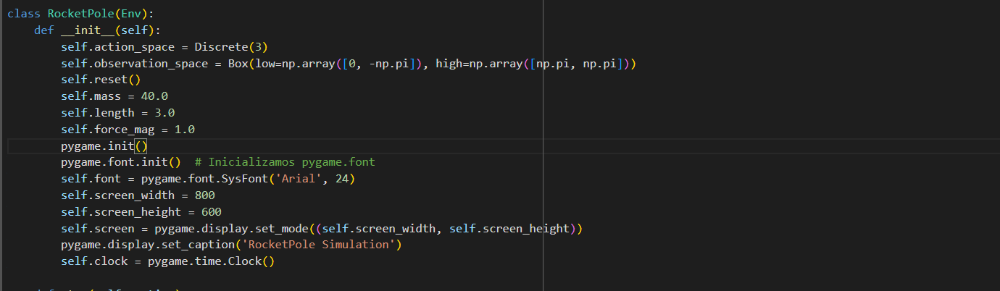 class RocketPole(Env):
    def __init__(self):
        self.action_space = Discrete(3)
        self.observation_space = Box(low=np.array([0, -np.pi]), high=np.array([np.pi, np.pi]))
        self.reset()
        self.mass = 40.0
        self.length = 3.0
        self.force_mag = 1.0
        pygame.init()
        pygame.font.init()  # Inicializamos pygame.font
        self.font = pygame.font.SysFont('Arial', 24)
        self.screen_width = 800
        self.screen_height = 600
        self.screen = pygame.display.set_mode((self.screen_width, self.screen_height))
        pygame.display.set_caption('RocketPole Simulation')
        self.clock = pygame.time.Clock()